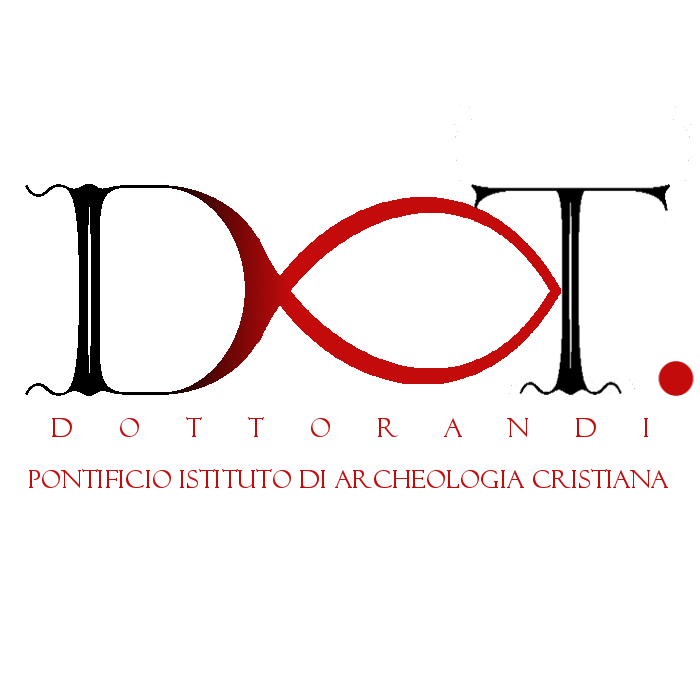 DOT.
DOTTORANDI
PONTIFICIO ISTITUTO DI ARCHEOLOGIA CRISTIANA